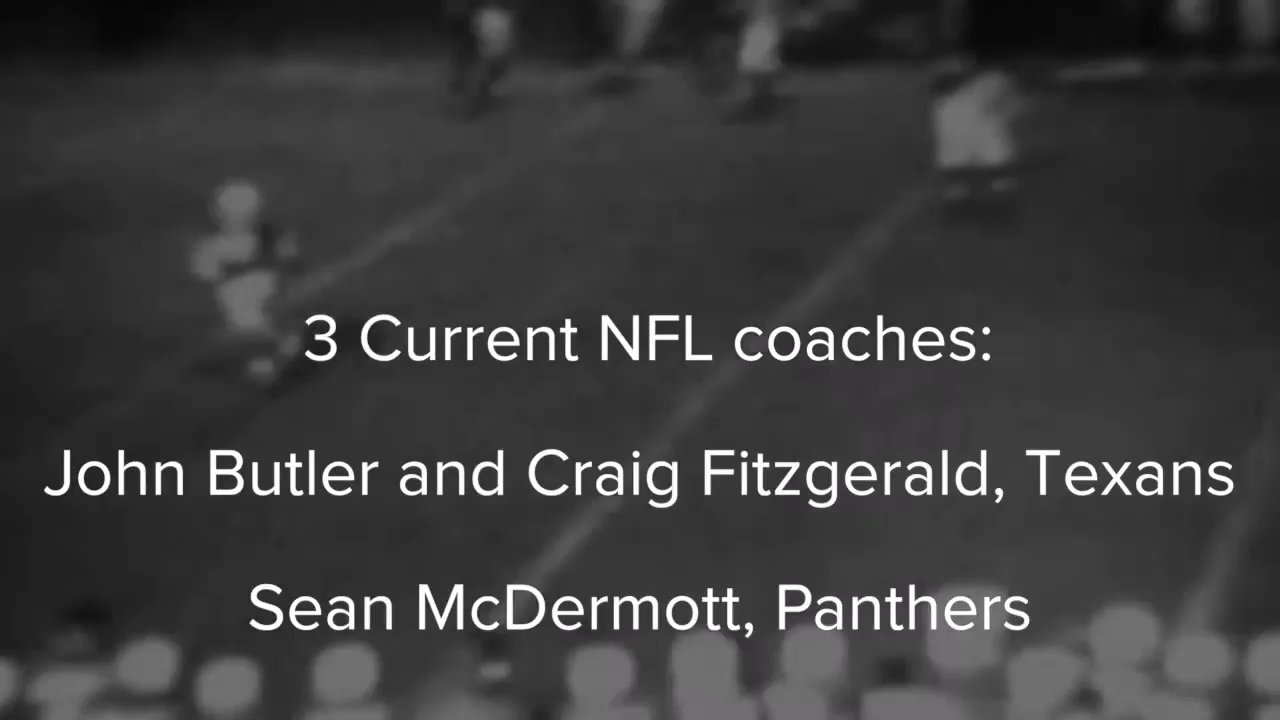 3 Current NFL coaches:
John Butler and Craig Fitzgerald, Texans
Sean McDermott, Panthers